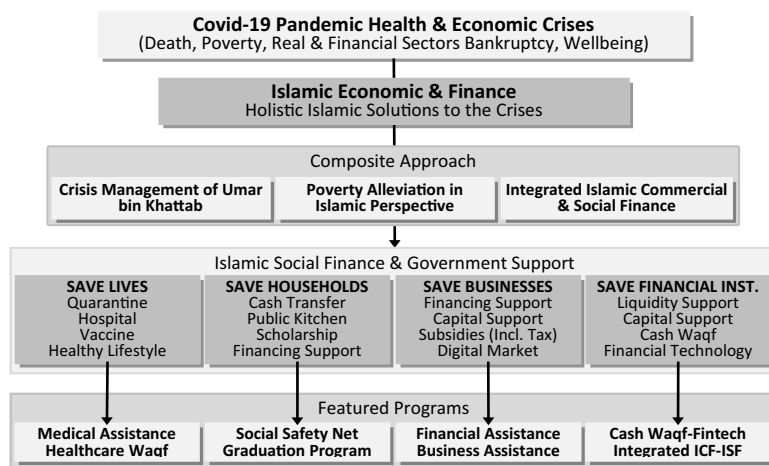 Covid-19 Pandemic Health & Economic Crises
(Death, Poverty, Real & Financial Sectors Bankruptcy, Wellbeing)
Islamic Economic & Finance
Holistic Islamic Solutions to the Crises
Composite Approach
Crisis Management of Umar
bin Khattab
Poverty Alleviation in
Islamic Perspective
Integrated Islamic Commercial
& Social Finance
Islamic Social Finance & Government Support
SAVE LIVES
Quarantine
Hospital
Vaccine
Healthy Lifestyle
SAVE HOUSEHOLDS
Cash Transfer
Public Kitchen
Scholarship
Financing Support
SAVE BUSINESSES
Financing Support
Capital Support
Subsidies (Incl. Tax)
Digital Market
SAVE FINANCIAL INST.
Liquidity Support
Capital Support
Cash Waqf
Financial Technology
Featured Programs
Medical Assistance
Healthcare Waqf
Social Safety Net
Graduation Program
Financial Assistance
Business Assistance
Cash Waqf-Fintech
Integrated ICF-ISF